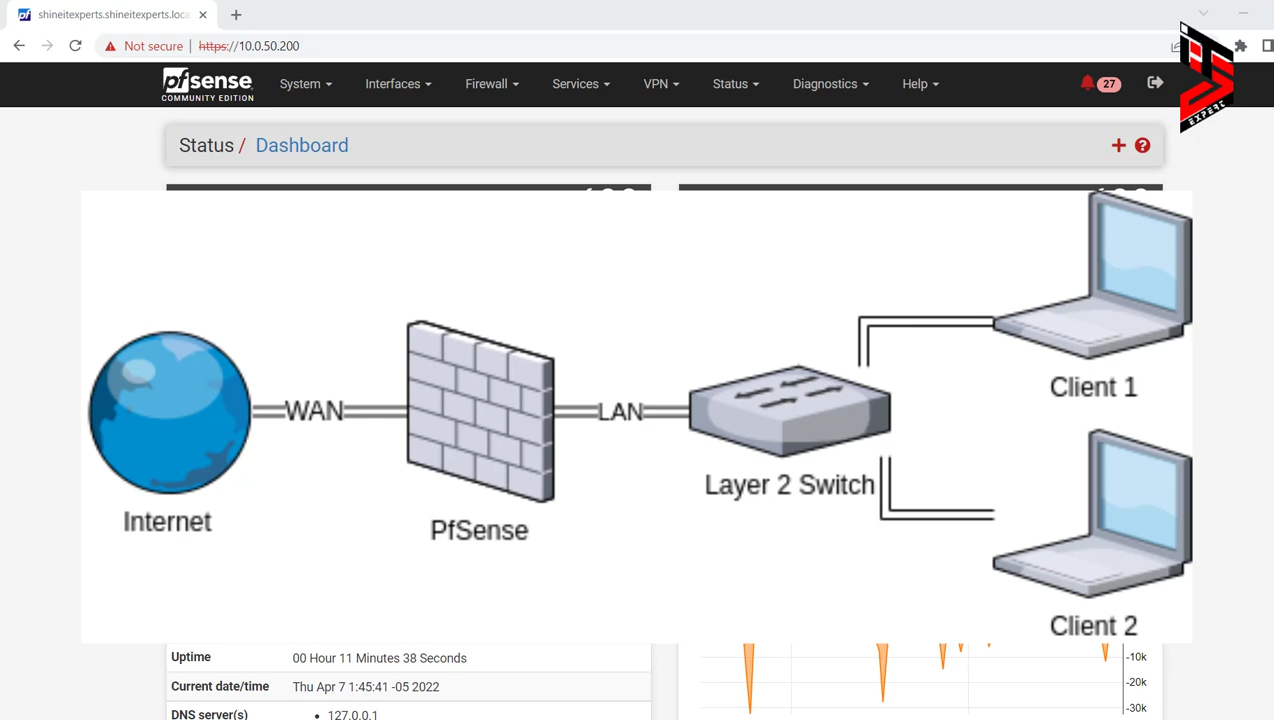 shineitexperts.shineitexperts.loca
Not secure
https://10.0.50.200
pfsense
COMMUNITY EDITION
System
Interfaces
Firewall
Services
VPN
Status
Diagnostics
Help
27
EXPERT
Status / Dashboard
Internet
WAN
PfSense
LAN
Layer 2 Switch
Client 1
Client 2
Uptime
00 Hour 11 Minutes 38 Seconds
Current date/time
Thu Apr 7 1:45:41 -05 2022
DNS server(s)
127.0.0.1
-10k
-20k
-30k